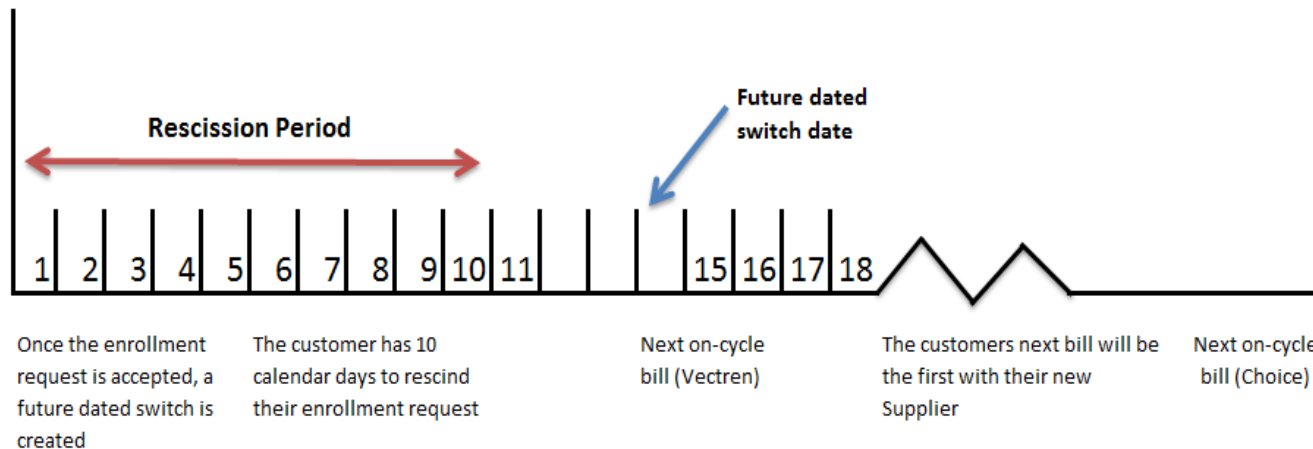 Future dated
switch date
Rescission Period
1 2 3 4 5 6 7 8 9 10 11 15 16 17 18
Once the enrollment
request is accepted, a
future dated switch is
created
The customer has 10
calendar days to rescind
their enrollment request
Next on-cycle
bill (Vectren)
The customers next bill will be
the first with their new
Supplier
Next on-cycle
bill (Choice)